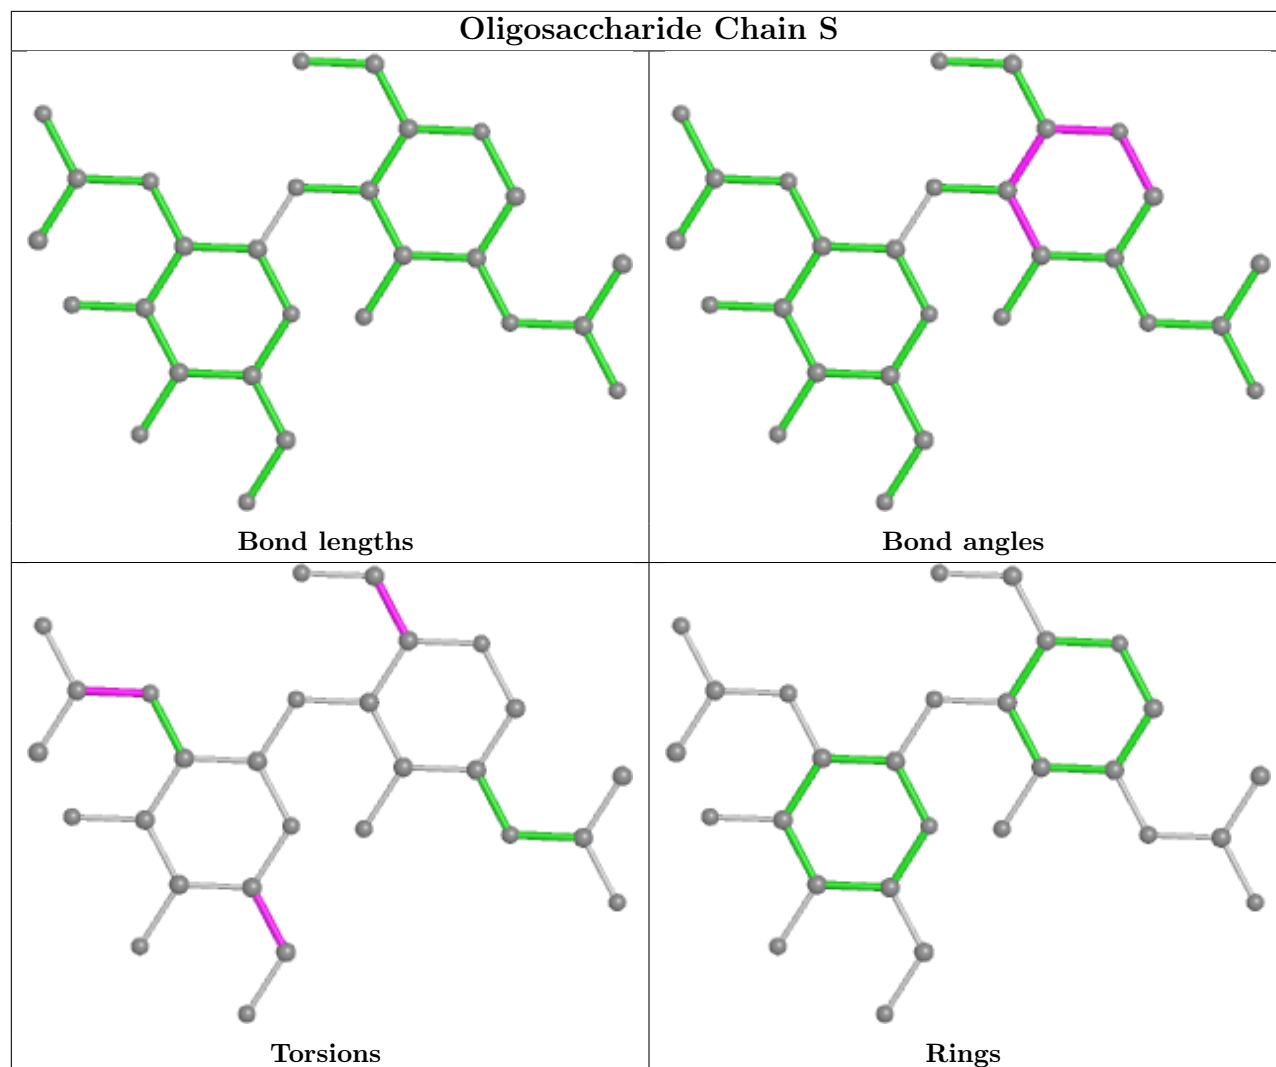 Oligosaccharide Chain S
Bond lengths
Bond angles
Torsions
Rings